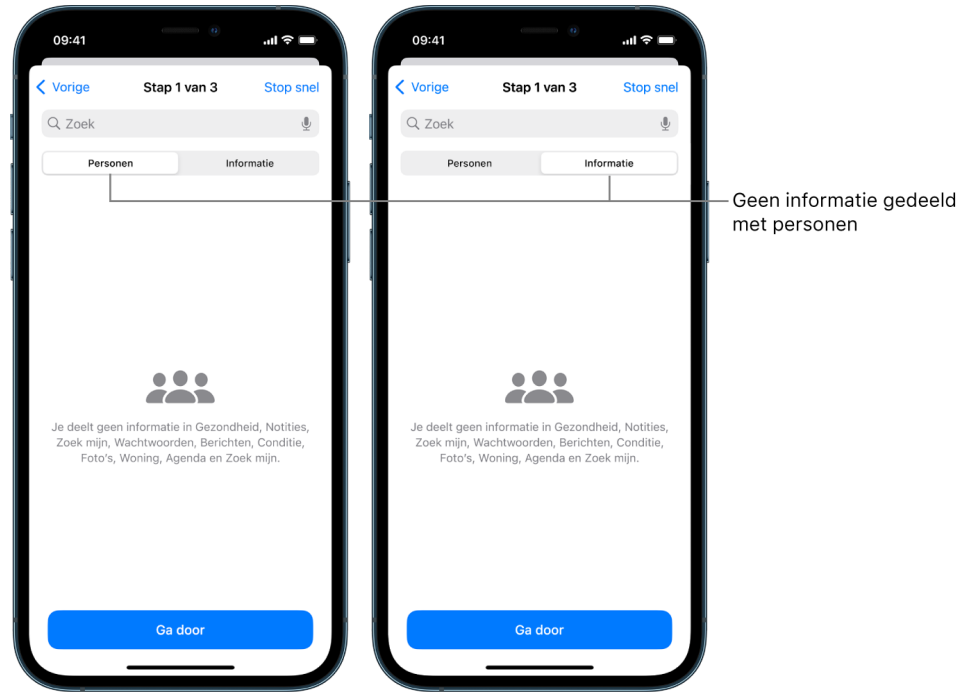 09:41
Vorige
Stap 1 van 3
Stop snel
Zoek
Personen
Informatie
Je deelt geen informatie in Gezondheid, Notities,
Zoek mijn, Wachtwoorden, Berichten, Conditie,
Foto's, Woning, Agenda en Zoek mijn.
Ga door
09:41
Vorige
Stap 1 van 3
Stop snel
Zoek
Personen
Informatie
Je deelt geen informatie in Gezondheid, Notities,
Zoek mijn, Wachtwoorden, Berichten, Conditie,
Foto's, Woning, Agenda en Zoek mijn.
Ga door
Geen informatie gedeeld
met personen